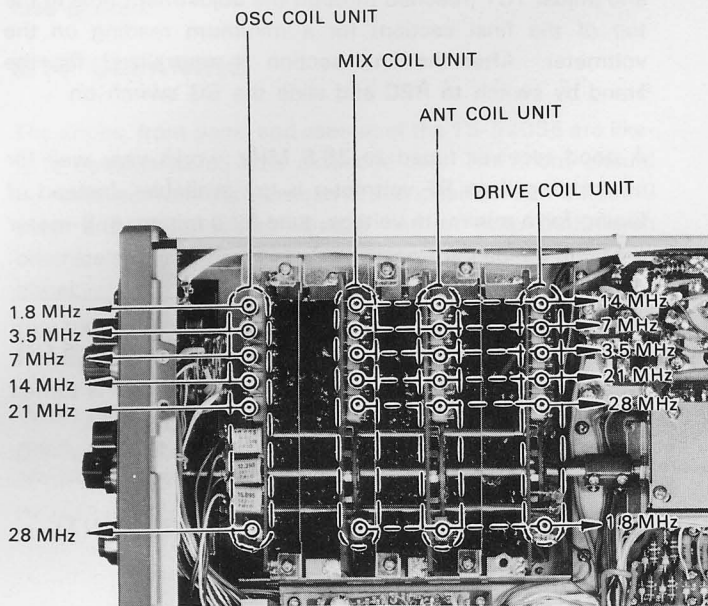 OSC COIL UNIT
MIX COIL UNIT
ANT COIL UNIT
DRIVE COIL UNIT
1.8 MHz
3.5 MHz
7 MHz
14 MHz
21 MHz
28 MHz
14 MHz
7 MHz
3.5 MHz
21 MHz
28 MHz
1.8 MHz